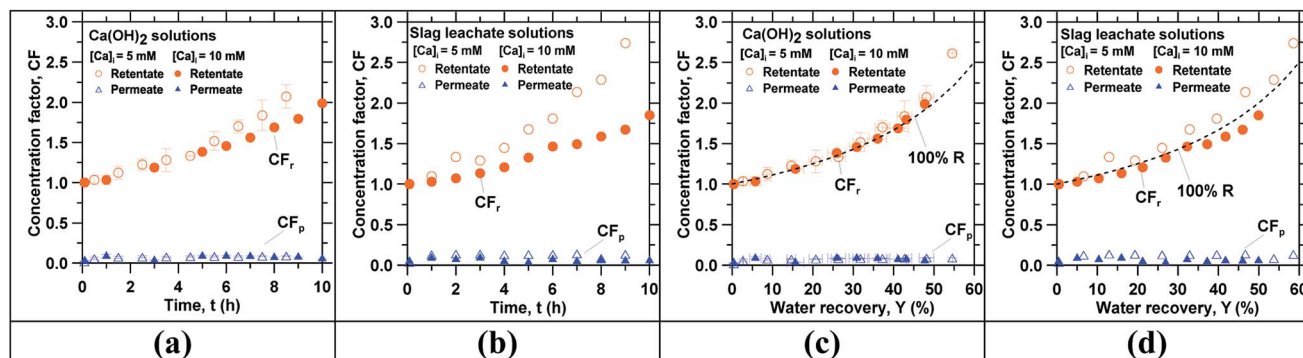 Ca(OH)2 solutions
[Ca]i = 5 mM [Ca]i = 10 mM
Retentate Retentate
Permeate Permeate
CFr
CFp
Concentration factor, CF
3.0
2.5
2.0
1.5
1.0
0.5
0.0
0 2 4 6 8 10
Time, t (h)
(a)
Slag leachate solutions
[Ca]i = 5 mM [Ca]i = 10 mM
Retentate Retentate
Permeate Permeate
CFr
CFp
Concentration factor, CF
3.0
2.5
2.0
1.5
1.0
0.5
0.0
0 2 4 6 8 10
Time, t (h)
(b)
Ca(OH)2 solutions
[Ca]i = 5 mM [Ca]i = 10 mM
Retentate Retentate
Permeate Permeate
100% R
CFr
CFp
Concentration factor, CF
3.0
2.5
2.0
1.5
1.0
0.5
0.0
0 10 20 30 40 50 60
Water recovery, Y (%)
(c)
Slag leachate solutions
[Ca]i = 5 mM [Ca]i = 10 mM
Retentate Retentate
Permeate Permeate
100% R
CFr
CFp
Concentration factor, CF
3.0
2.5
2.0
1.5
1.0
0.5
0.0
0 10 20 30 40 50 60
Water recovery, Y (%)
(d)